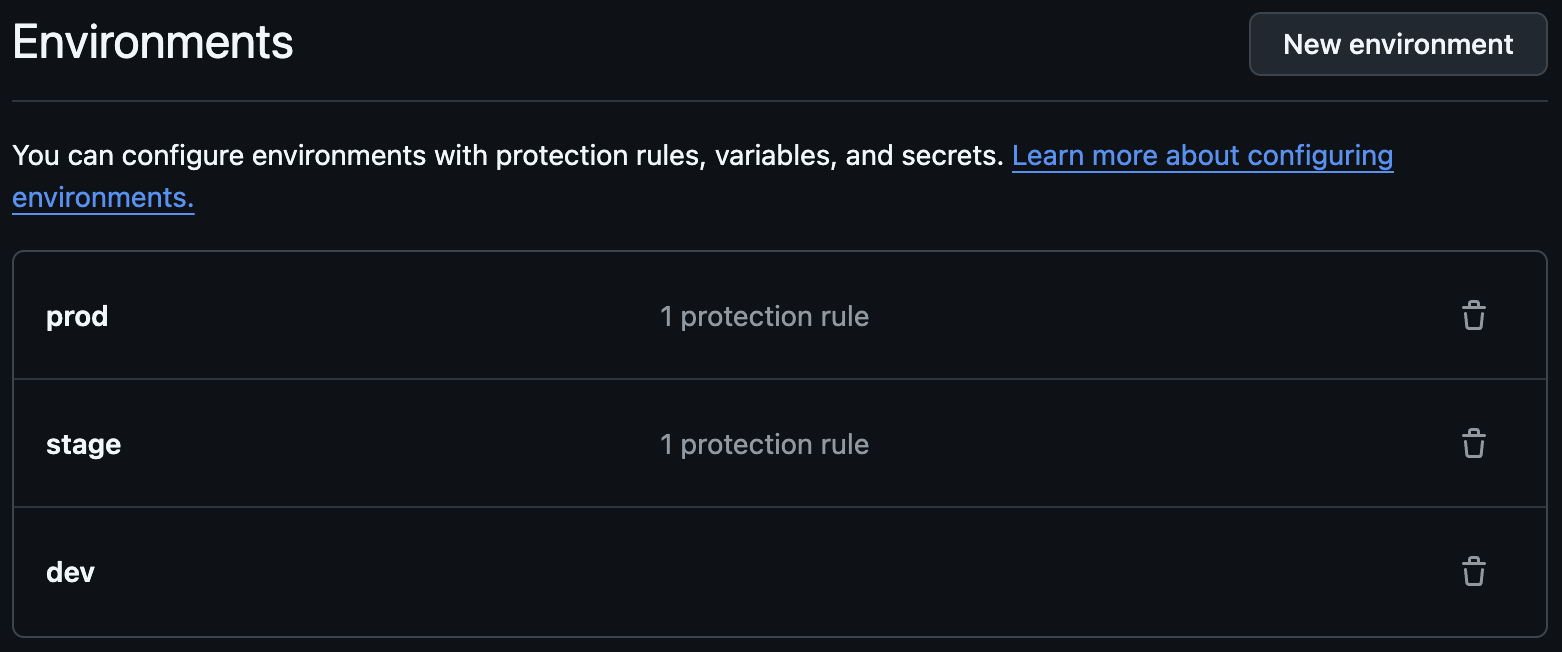 Environments
New environment
You can configure environments with protection rules, variables, and secrets. Learn more about configuring
environments.
prod
1 protection rule
stage
1 protection rule
dev